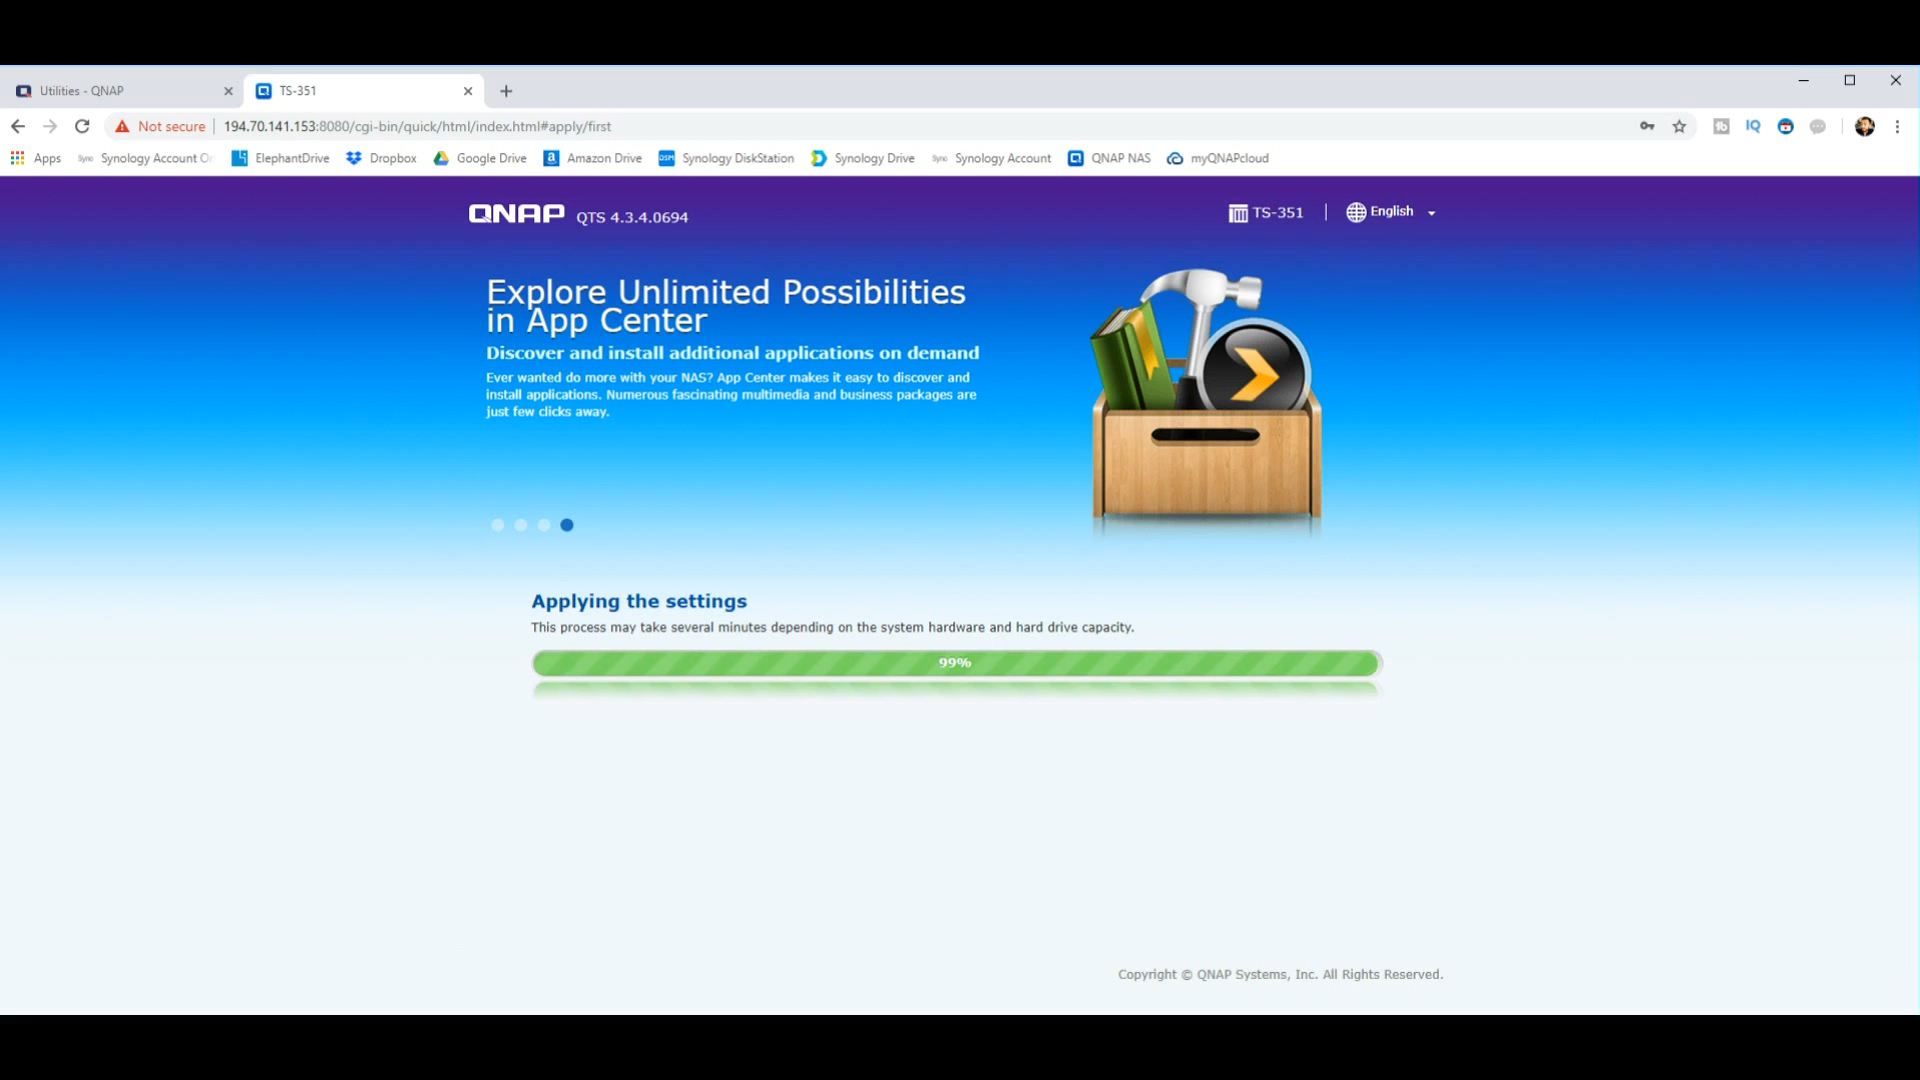 Utilities - QNAP
TS-351
Not secure
194.70.141.153:8080/cgi-bin/quick/html/index.html#apply/first
IQ
Apps
Synology Account Or
ElephantDrive
Dropbox
Google Drive
Amazon Drive
DSM
Synology DiskStation
Synology Drive
Synology Account
QNAP NAS
myQNAPcloud
QNAP QTS 4.3.4.0694
TS-351
English
Explore Unlimited Possibilities
in App Center
Discover and install additional applications on demand
Ever wanted do more with your NAS? App Center makes it easy to discover and
install applications. Numerous fascinating multimedia and business packages are
just few clicks away.
Applying the settings
This process may take several minutes depending on the system hardware and hard drive capacity.
99%
Copyright © QNAP Systems, Inc. All Rights Reserved.